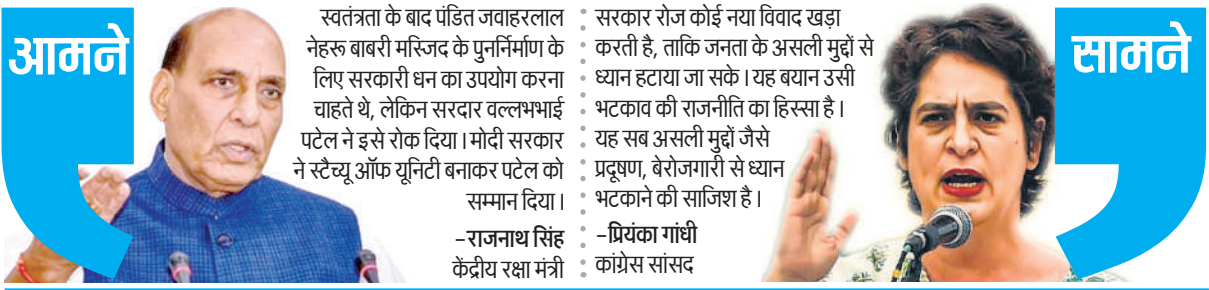 आमने
स्वतंत्रता के बाद पंडित जवाहरलाल
नेहरू बाबरी मस्जिद के पुनर्निर्माण के
लिए सरकारी धन का उपयोग करना
चाहते थे, लेकिन सरदार वल्लभभाई
पटेल ने इसे रोक दिया। मोदी सरकार
ने स्टैच्यू ऑफ यूनिटी बनाकर पटेल को
सम्मान दिया।
-राजनाथ सिंह
केंद्रीय रक्षा मंत्री
सरकार रोज कोई नया विवाद खड़ा
करती है, ताकि जनता के असली मुद्दों से
ध्यान हटाया जा सके। यह बयान उसी
भटकाव की राजनीति का हिस्सा है।
यह सब असली मुद्दों जैसे
प्रदूषण, बेरोजगारी से ध्यान
भटकाने की साजिश है।
-प्रियंका गांधी
कांग्रेस सांसद
सामने